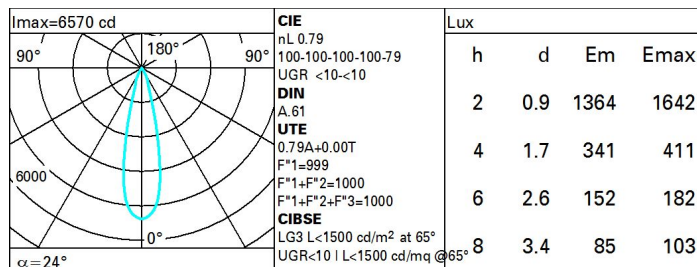 Imax=6570 cd
90°
180°
90°
6000
0°
α=24°
CIE
nL 0.79
100-100-100-100-79
UGR <10-<10
DIN
A.61
UTE
0.79A+0.00T
F"1=999
F"1+F"2=1000
F"1+F"2+F"3=1000
CIBSE
LG3 L<1500 cd/m² at 65°
UGR<10 | L<1500 cd/mq @65°
Lux
h d Em Emax
2 0.9 1364 1642
4 1.7 341 411
6 2.6 152 182
8 3.4 85 103